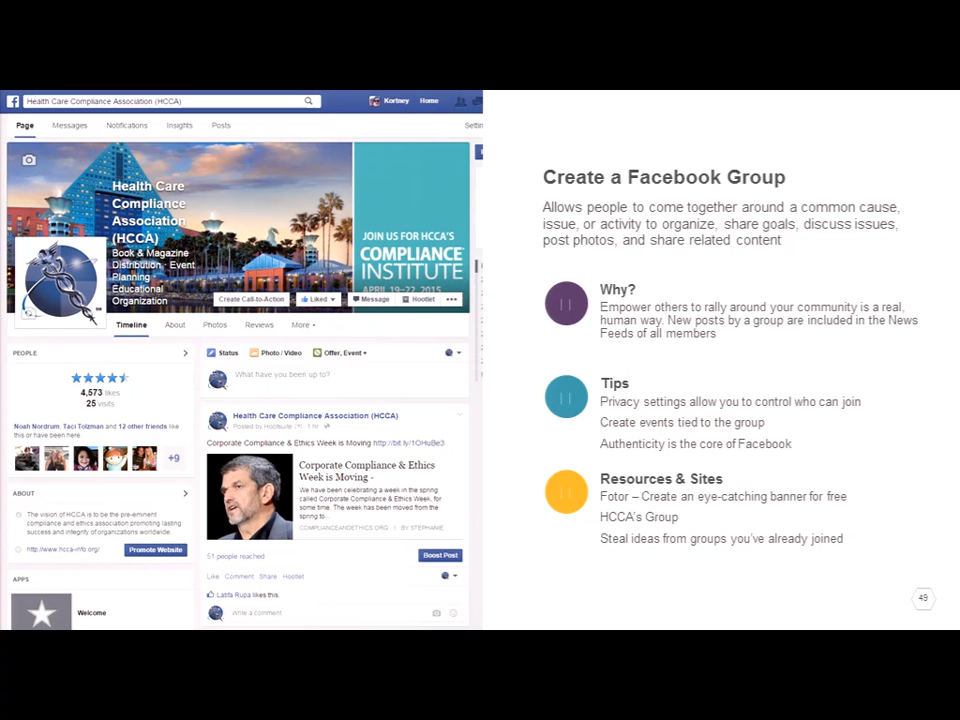 Health Care Compliance Association (HCCA)
Kortney Home
Page Messages Notifications Insights Posts
Health Care
Compliance
Association
(HCCA)
Book & Magazine
Distribution · Event
Planning
Educational
Organization
JOIN US FOR HCCA'S
COMPLIANCE
INSTITUTE
APRIL 19–22, 2015
Create Call-to-Action Liked Message Hootlet •••
Timeline About Photos Reviews More
PEOPLE
4,573 likes
25 visits
Noah Nordrum, Taci Tolzman and 12 other friends like
this or have been here.
+9
ABOUT
The vision of HCCA is to be the pre-eminent
compliance and ethics association promoting lasting
success and integrity of organizations worldwide.
http://www.hcca-info.org/ Promote Website
APPS
Welcome
Status Photo / Video Offer, Event +
What have you been up to?
Health Care Compliance Association (HCCA)
Posted by Hootsuite · 1 hr
Corporate Compliance & Ethics Week is Moving http://bit.ly/1OHuBe3
Corporate Compliance & Ethics
Week is Moving -
We have been celebrating a week in the spring
called Corporate Compliance & Ethics Week, for
some time. The week has been moved from the
spring to...
COMPLIANCEANDETHICS.ORG | BY STEPHANIE
51 people reached Boost Post
Like Comment Share Hootlet
Latifa Rupa likes this.
Write a comment
Create a Facebook Group
Allows people to come together around a common cause,
issue, or activity to organize, share goals, discuss issues,
post photos, and share related content
Why?
Empower others to rally around your community is a real,
human way. New posts by a group are included in the News
Feeds of all members
Tips
Privacy settings allow you to control who can join
Create events tied to the group
Authenticity is the core of Facebook
Resources & Sites
Fotor – Create an eye-catching banner for free
HCCA's Group
Steal ideas from groups you've already joined
49